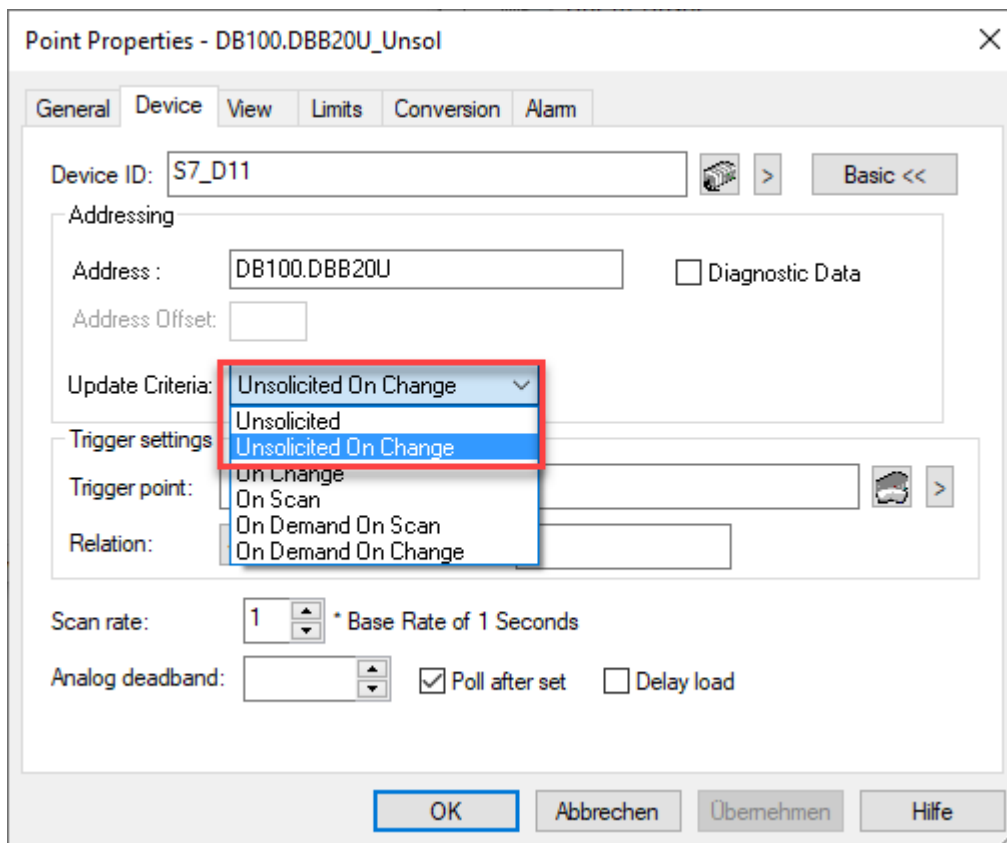 Point Properties - DB100.DBB20U_Unsol
General Device View Limits Conversion Alarm
Device ID: S7_D11 > Basic <<
Addressing
Address : DB100.DBB20U Diagnostic Data
Address Offset:
Update Criteria: Unsolicited On Change
Unsolicited
Trigger settings Unsolicited On Change
On Change
Trigger point: >
On Scan
On Demand On Scan
Relation: On Demand On Change
Scan rate: 1 * Base Rate of 1 Seconds
Analog deadband: Poll after set Delay load
OK Abbrechen Übernehmen Hilfe